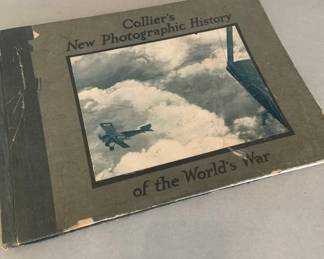 Collier's
New Photographic History
of the World's War